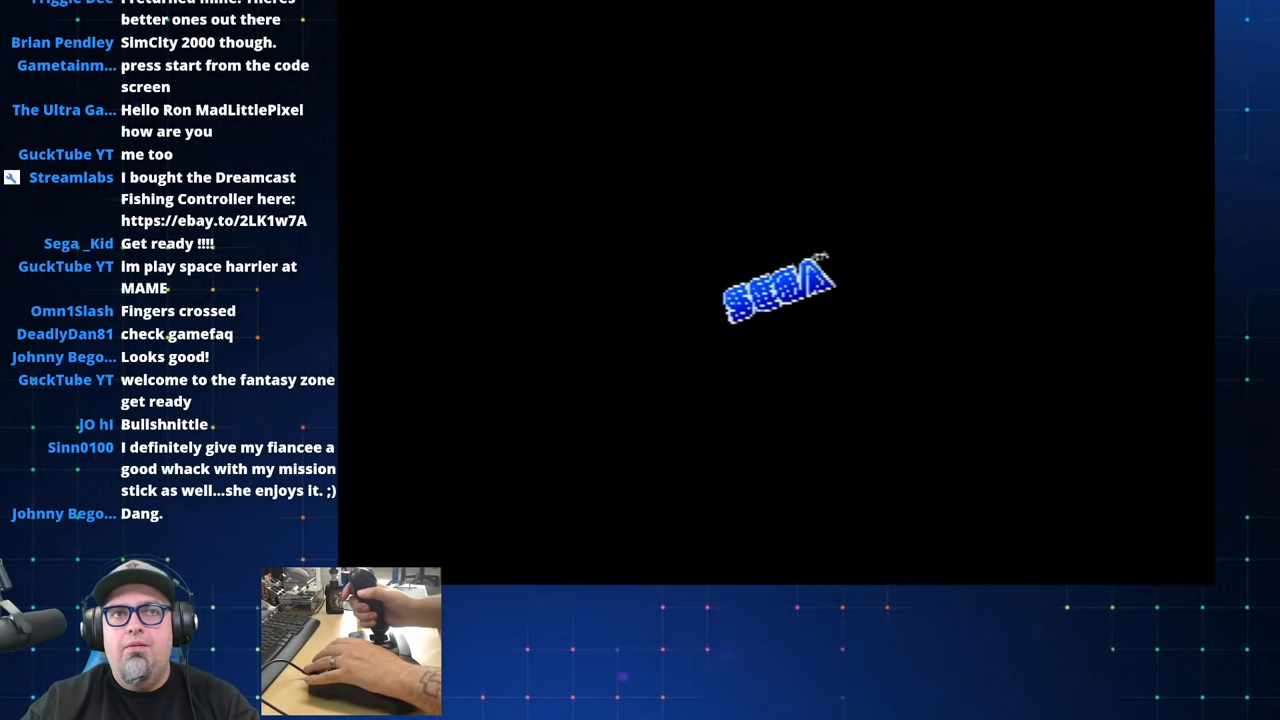 better ones out there
Brian Pendley SimCity 2000 though.
Gametainm... press start from the code
screen
The Ultra Ga... Hello Ron MadLittlePixel
how are you
GuckTube YT me too
Streamlabs I bought the Dreamcast
Fishing Controller here:
https://ebay.to/2LK1w7A
Sega _Kid Get ready !!!!
GuckTube YT Im play space harrier at
MAME
Omn1Slash Fingers crossed
DeadlyDan81 check gamefaq
Johnny Bego... Looks good!
GuckTube YT welcome to the fantasy zone
get ready
jO hI Bullshnittle
Sinn0100 I definitely give my fiancee a
good whack with my mission
stick as well...she enjoys it. ;)
Johnny Bego... Dang.
SEGA